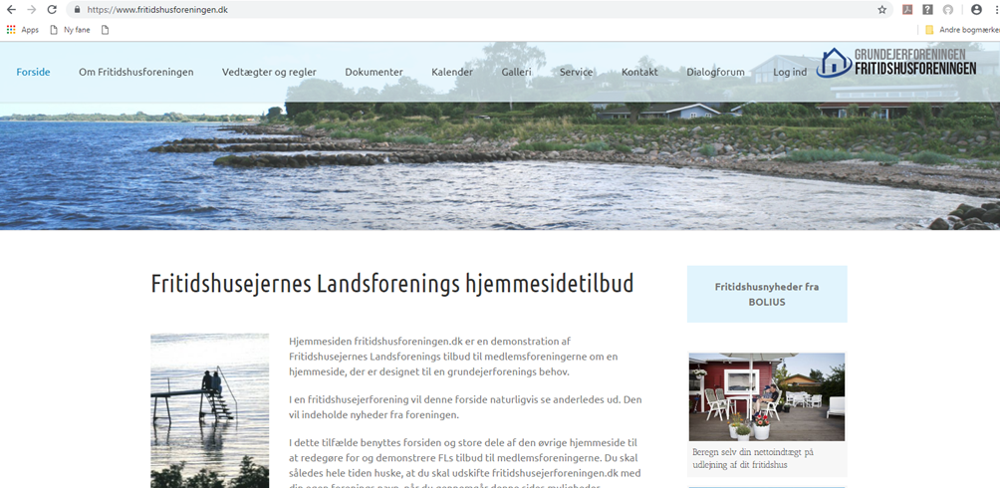 https://www.fritidshusforeningen.dk
Apps Ny fane Andre bogmærker
Forside Om Fritidshusforeningen Vedtægter og regler Dokumenter Kalender Galleri Service Kontakt Dialogforum Log ind
GRUNDEJERFORENINGEN
FRITIDSHUSFORENINGEN
Fritidshusejernes Landsforenings hjemmesidetilbud
Hjemmesiden fritidshusforeningen.dk er en demonstration af
Fritidshusejernes Landsforenings tilbud til medlemsforeningerne om en
hjemmeside, der er designet til en grundejerforenings behov.
I en fritidshusejerforening vil denne forside naturligvis se anderledes ud. Den
vil indeholde nyheder fra foreningen.
I dette tilfælde benyttes forsiden og store dele af den øvrige hjemmeside til
at redegøre for og demonstrere FLs tilbud til medlemsforeningerne. Du skal
således hele tiden huske, at du skal udskifte fritidshusejerforeningen.dk med
din egen forenings navn, når du gennemgår denne sides muligheder.
Fritidshusnyheder fra
BOLIUS
Beregn selv din nettoindtægt på
udlejning af dit fritidshus